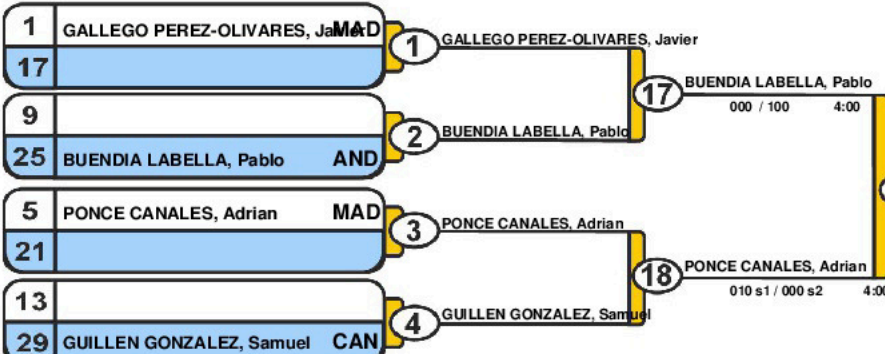 1 GALLEGO PEREZ-OLIVARES, Javier MAD
17
1
GALLEGO PEREZ-OLIVARES, Javier
9
25 BUENDIA LABELLA, Pablo AND
2
BUENDIA LABELLA, Pablo
17
BUENDIA LABELLA, Pablo
000 / 100 4:00
5 PONCE CANALES, Adrian MAD
21
3
PONCE CANALES, Adrian
13
29 GUILLEN GONZALEZ, Samuel CAN
4
GUILLEN GONZALEZ, Samuel
18
PONCE CANALES, Adrian
010 s1 / 000 s2 4:00